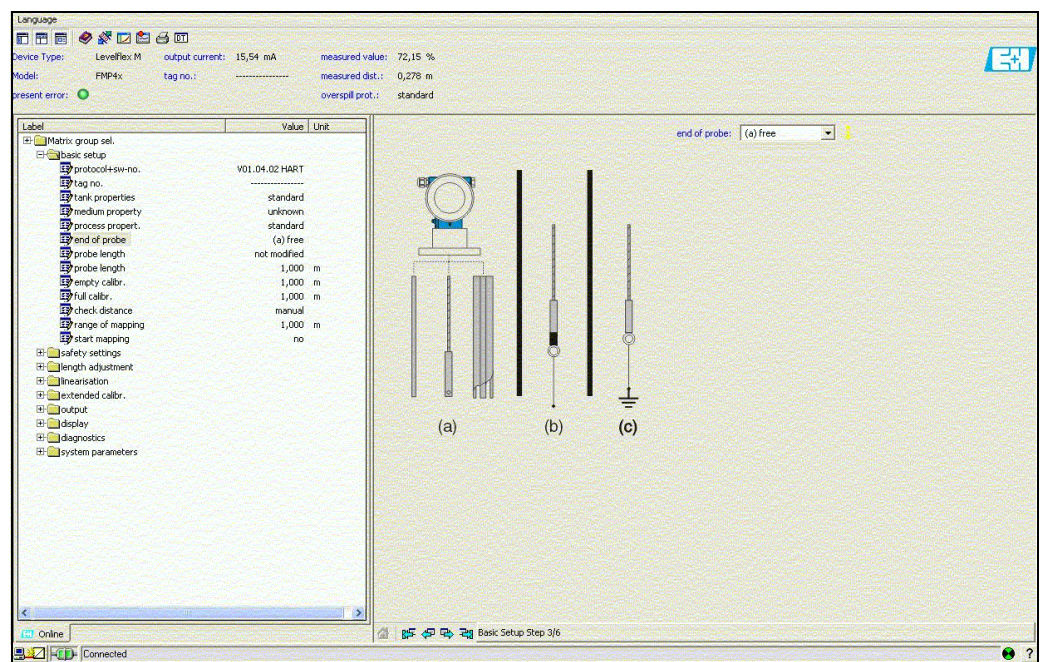 Language
DT
Device Type: Levelflex M output current: 15,54 mA measured value: 72,15 %
Model: FMP4x tag no.: ---------------- measured dist.: 0,278 m
present error: overspill prot.: standard
E+H
Label Value Unit
Matrix group sel.
basic setup
protocol+sw-no. V01.04.02 HART
tag no. ----------------
tank properties standard
medium property unknown
process propert. standard
end of probe (a) free
probe length not modified
probe length 1,000 m
empty calibr. 1,000 m
full calibr. 1,000 m
check distance manual
range of mapping 1,000 m
start mapping no
safety settings
length adjustment
linearisation
extended calibr.
output
display
diagnostics
system parameters
end of probe: (a) free
(a) (b) (c)
Online
Basic Setup Step 3/6
Connected
?